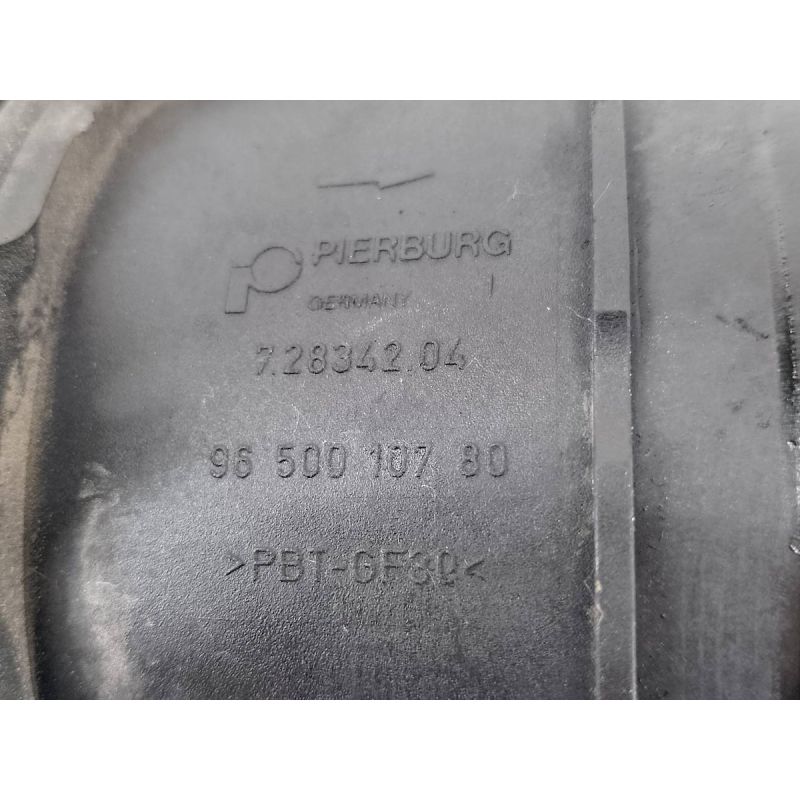 PIERBURG
GERMANY
7.28342.04
96 500 107 80
>PBT-GF30<